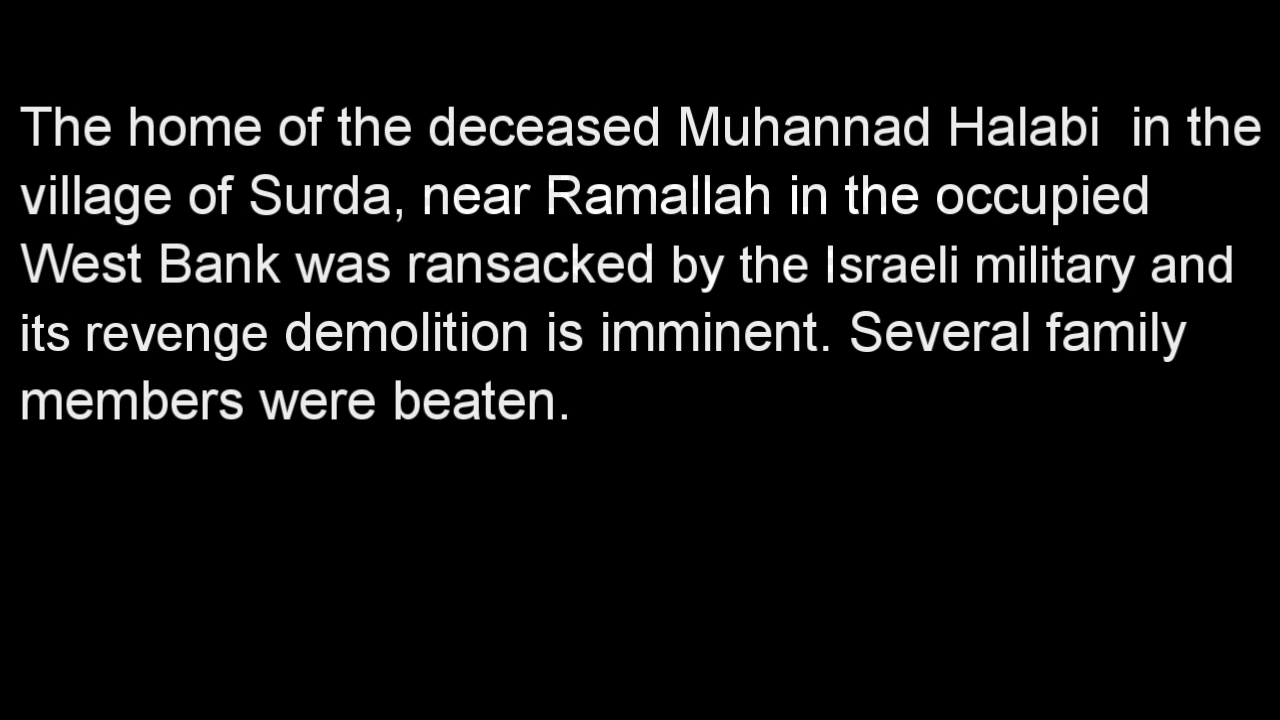 The home of the deceased Muhannad Halabi  in the
village of Surda, near Ramallah in the occupied
West Bank was ransacked by the Israeli military and
its revenge demolition is imminent. Several family
members were beaten.